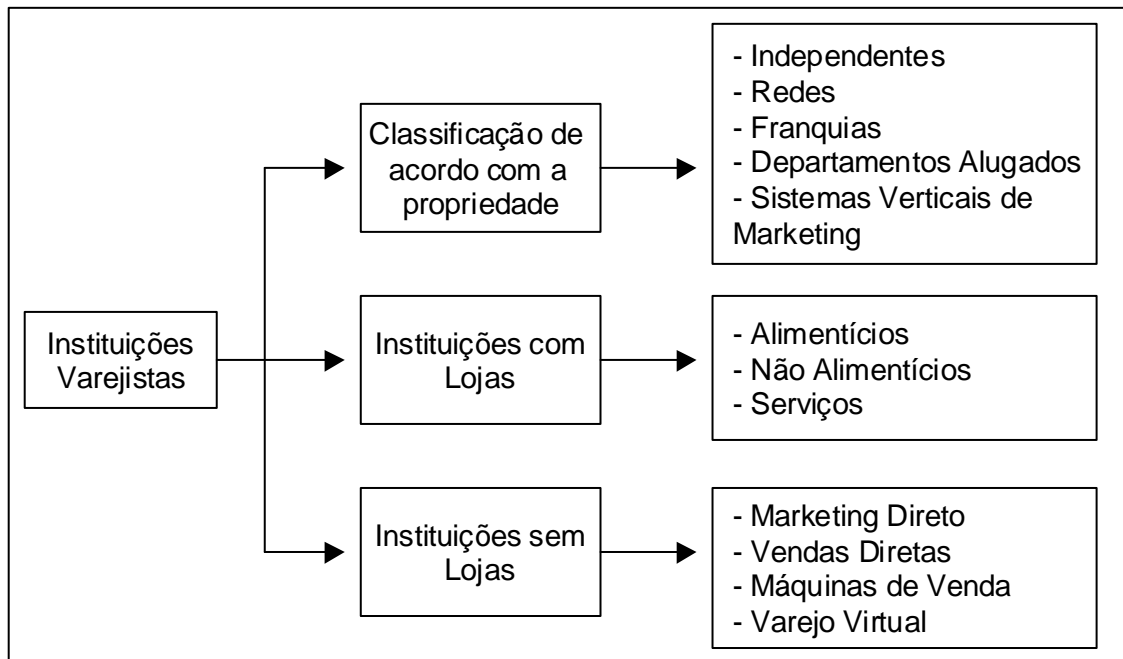 Instituições
Varejistas
Classificação de
acordo com a
propriedade
- Independentes
- Redes
- Franquias
- Departamentos Alugados
- Sistemas Verticais de
Marketing
Instituições com
Lojas
- Alimentícios
- Não Alimentícios
- Serviços
Instituições sem
Lojas
- Marketing Direto
- Vendas Diretas
- Máquinas de Venda
- Varejo Virtual